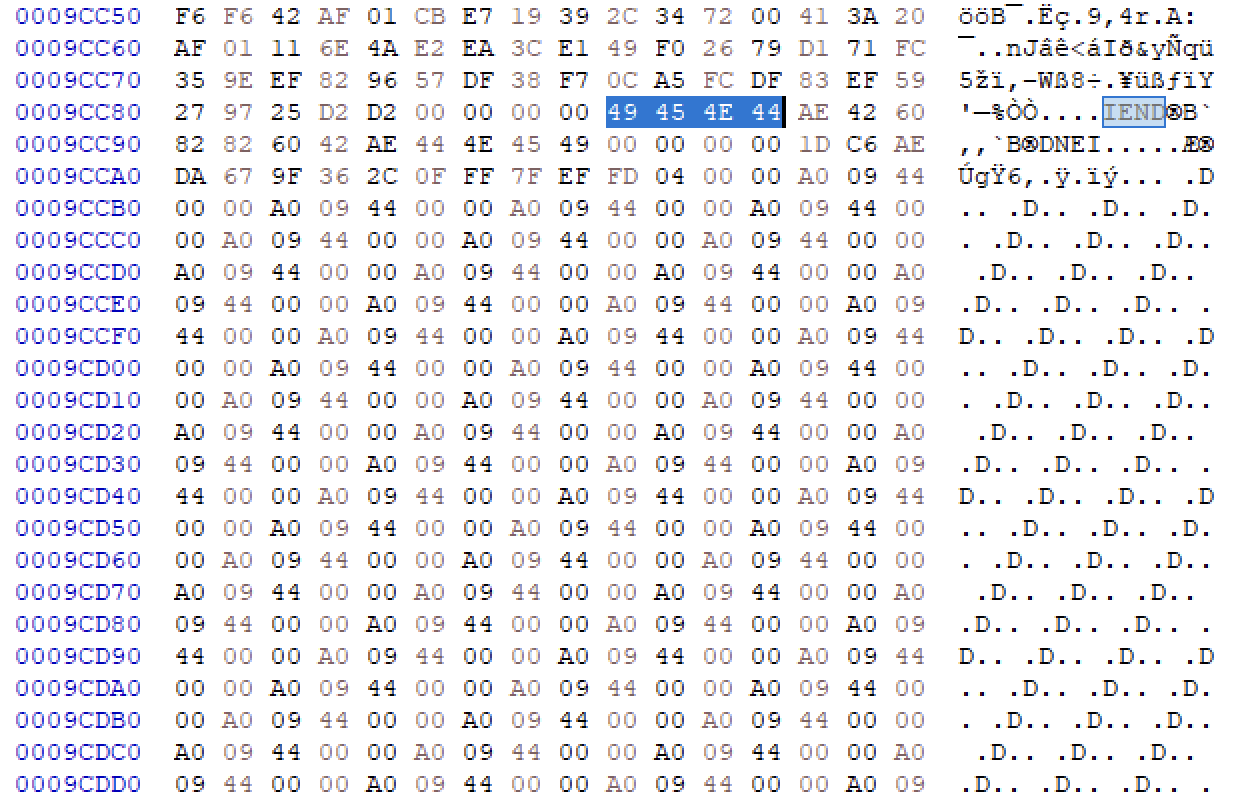 0009CC50 F6 F6 42 AF 01 CB E7 19 39 2C 34 72 00 41 3A 20 ööB¯.Ëç.9,4r.A:
0009CC60 AF 01 11 6E 4A E2 EA 3C E1 49 F0 26 79 D1 71 FC ¯..nJâê<áIð&yÑqü
0009CC70 35 9E EF 82 96 57 DF 38 F7 0C A5 FC DF 83 EF 59 5žï‚–Wß8÷.¥üßƒïY
0009CC80 27 97 25 D2 D2 00 00 00 00 49 45 4E 44 AE 42 60 '—%ÒÒ....IEND®B`
0009CC90 82 82 60 42 AE 44 4E 45 49 00 00 00 00 1D C6 AE ‚‚`B®DNEI.....Æ®
0009CCA0 DA 67 9F 36 2C 0F FF 7F EF FD 04 00 00 A0 09 44 ÚgŸ6,.ÿ.ïý... .D
0009CCB0 00 00 A0 09 44 00 00 A0 09 44 00 00 A0 09 44 00 .. .D.. .D.. .D.
0009CCC0 00 A0 09 44 00 00 A0 09 44 00 00 A0 09 44 00 00 . .D.. .D.. .D..
0009CCD0 A0 09 44 00 00 A0 09 44 00 00 A0 09 44 00 00 A0 .D.. .D.. .D..
0009CCE0 09 44 00 00 A0 09 44 00 00 A0 09 44 00 00 A0 09 .D.. .D.. .D.. .
0009CCF0 44 00 00 A0 09 44 00 00 A0 09 44 00 00 A0 09 44 D.. .D.. .D.. .D
0009CD00 00 00 A0 09 44 00 00 A0 09 44 00 00 A0 09 44 00 .. .D.. .D.. .D.
0009CD10 00 A0 09 44 00 00 A0 09 44 00 00 A0 09 44 00 00 . .D.. .D.. .D..
0009CD20 A0 09 44 00 00 A0 09 44 00 00 A0 09 44 00 00 A0 .D.. .D.. .D..
0009CD30 09 44 00 00 A0 09 44 00 00 A0 09 44 00 00 A0 09 .D.. .D.. .D.. .
0009CD40 44 00 00 A0 09 44 00 00 A0 09 44 00 00 A0 09 44 D.. .D.. .D.. .D
0009CD50 00 00 A0 09 44 00 00 A0 09 44 00 00 A0 09 44 00 .. .D.. .D.. .D.
0009CD60 00 A0 09 44 00 00 A0 09 44 00 00 A0 09 44 00 00 . .D.. .D.. .D..
0009CD70 A0 09 44 00 00 A0 09 44 00 00 A0 09 44 00 00 A0 .D.. .D.. .D..
0009CD80 09 44 00 00 A0 09 44 00 00 A0 09 44 00 00 A0 09 .D.. .D.. .D.. .
0009CD90 44 00 00 A0 09 44 00 00 A0 09 44 00 00 A0 09 44 D.. .D.. .D.. .D
0009CDA0 00 00 A0 09 44 00 00 A0 09 44 00 00 A0 09 44 00 .. .D.. .D.. .D.
0009CDB0 00 A0 09 44 00 00 A0 09 44 00 00 A0 09 44 00 00 . .D.. .D.. .D..
0009CDC0 A0 09 44 00 00 A0 09 44 00 00 A0 09 44 00 00 A0 .D.. .D.. .D..
0009CDD0 09 44 00 00 A0 09 44 00 00 A0 09 44 00 00 A0 09 .D.. .D.. .D.. .